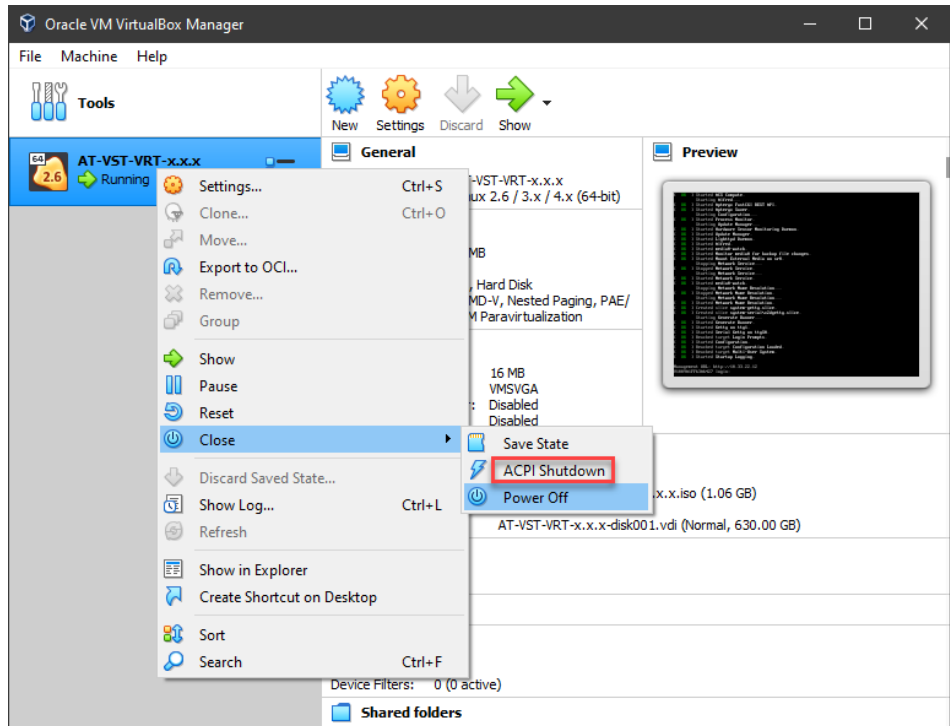 Oracle VM VirtualBox Manager
File Machine Help
Tools
New Settings Discard Show
64
2.6
AT-VST-VRT-x.x.x
Running
General
Preview
-VST-VRT-x.x.x
ux 2.6 / 3.x / 4.x (64-bit)
MB
, Hard Disk
MD-V, Nested Paging, PAE/
M Paravirtualization
16 MB
VMSVGA
: Disabled
Disabled
Settings... Ctrl+S
Clone... Ctrl+O
Move...
Export to OCI...
Remove...
Group
Show
Pause
Reset
Close
Discard Saved State...
Show Log... Ctrl+L
Refresh
Show in Explorer
Create Shortcut on Desktop
Sort
Search Ctrl+F
Save State
ACPI Shutdown
Power Off
.x.x.iso (1.06 GB)
AT-VST-VRT-x.x.x-disk001.vdi (Normal, 630.00 GB)
Device Filters: 0 (0 active)
Shared folders